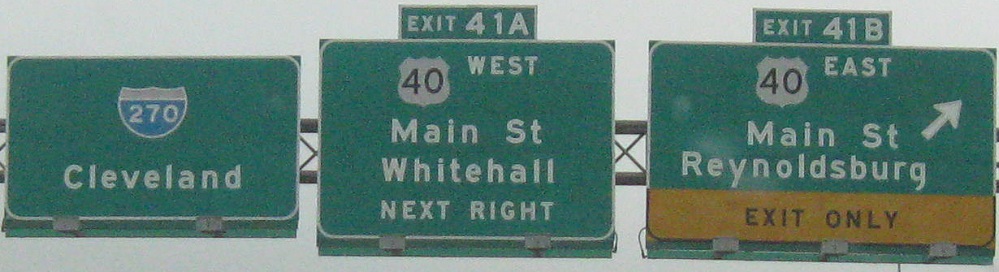 270
Cleveland
EXIT 41A
40 WEST
Main St
Whitehall
NEXT RIGHT
EXIT 41B
40 EAST
Main St
Reynoldsburg
EXIT ONLY